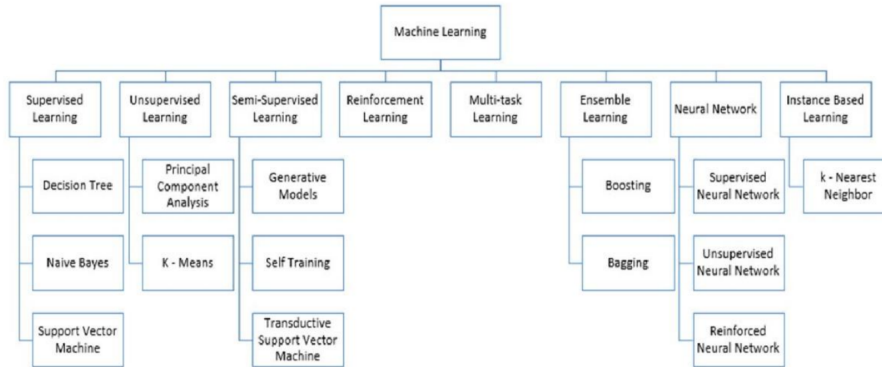 Machine Learning
Supervised
Learning
Unsupervised
Learning
Semi-Supervised
Learning
Reinforcement
Learning
Multi-task
Learning
Ensemble
Learning
Neural Network
Instance Based
Learning
Decision Tree
Naive Bayes
Support Vector
Machine
Principal
Component
Analysis
K - Means
Generative
Models
Self Training
Transductive
Support Vector
Machine
Boosting
Bagging
Supervised
Neural Network
Unsupervised
Neural Network
Reinforced
Neural Network
k - Nearest
Neighbor